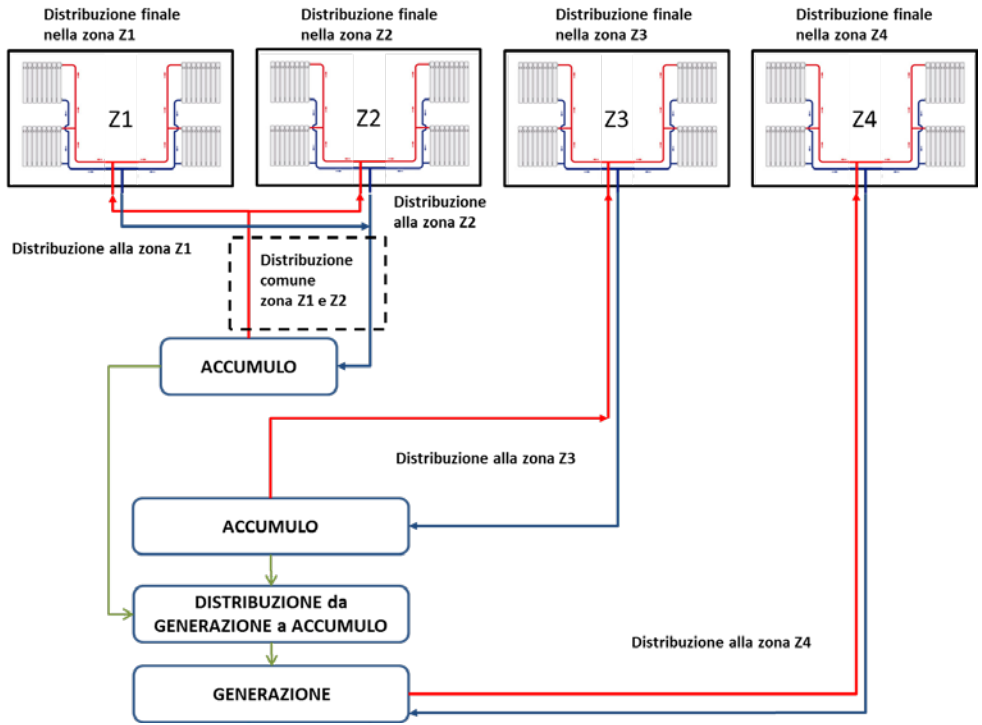 Distribuzione finale
nella zona Z1
Distribuzione finale
nella zona Z2
Distribuzione finale
nella zona Z3
Distribuzione finale
nella zona Z4
Z1
Z2
Z3
Z4
Distribuzione
alla zona Z2
Distribuzione alla zona Z1
Distribuzione
comune
zona Z1 e Z2
ACCUMULO
Distribuzione alla zona Z3
ACCUMULO
DISTRIBUZIONE da
GENERAZIONE a ACCUMULO
Distribuzione alla zona Z4
GENERAZIONE